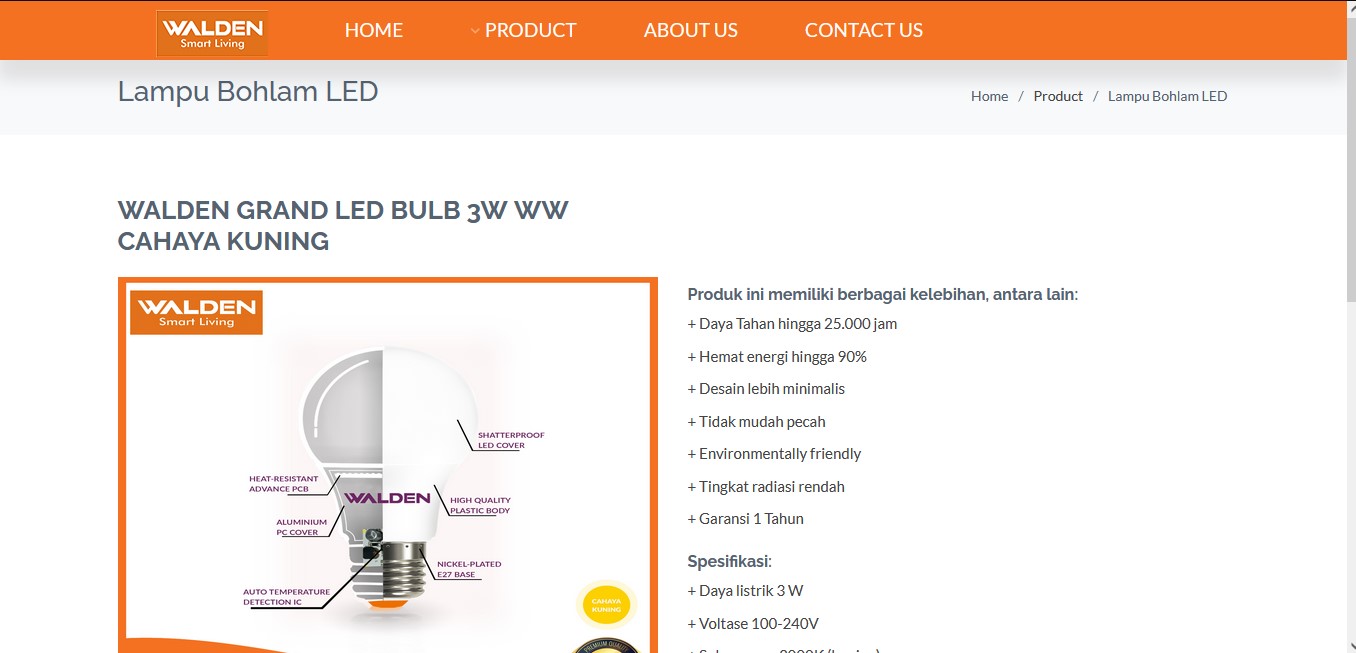 WALDEN
Smart Living
HOME
PRODUCT
ABOUT US
CONTACT US
Lampu Bohlam LED
Home / Product / Lampu Bohlam LED
WALDEN GRAND LED BULB 3W WW
CAHAYA KUNING
WALDEN
Smart Living
SHATTERPROOF
LED COVER
HEAT-RESISTANT
ADVANCE PCB
WALDEN
HIGH QUALITY
PLASTIC BODY
ALUMINIUM
PC COVER
NICKEL-PLATED
E27 BASE
AUTO TEMPERATURE
DETECTION IC
CAHAYA
KUNING
PREMIUM QUALITY
Produk ini memiliki berbagai kelebihan, antara lain:
+ Daya Tahan hingga 25.000 jam
+ Hemat energi hingga 90%
+ Desain lebih minimalis
+ Tidak mudah pecah
+ Environmentally friendly
+ Tingkat radiasi rendah
+ Garansi 1 Tahun
Spesifikasi:
+ Daya listrik 3 W
+ Voltase 100-240V